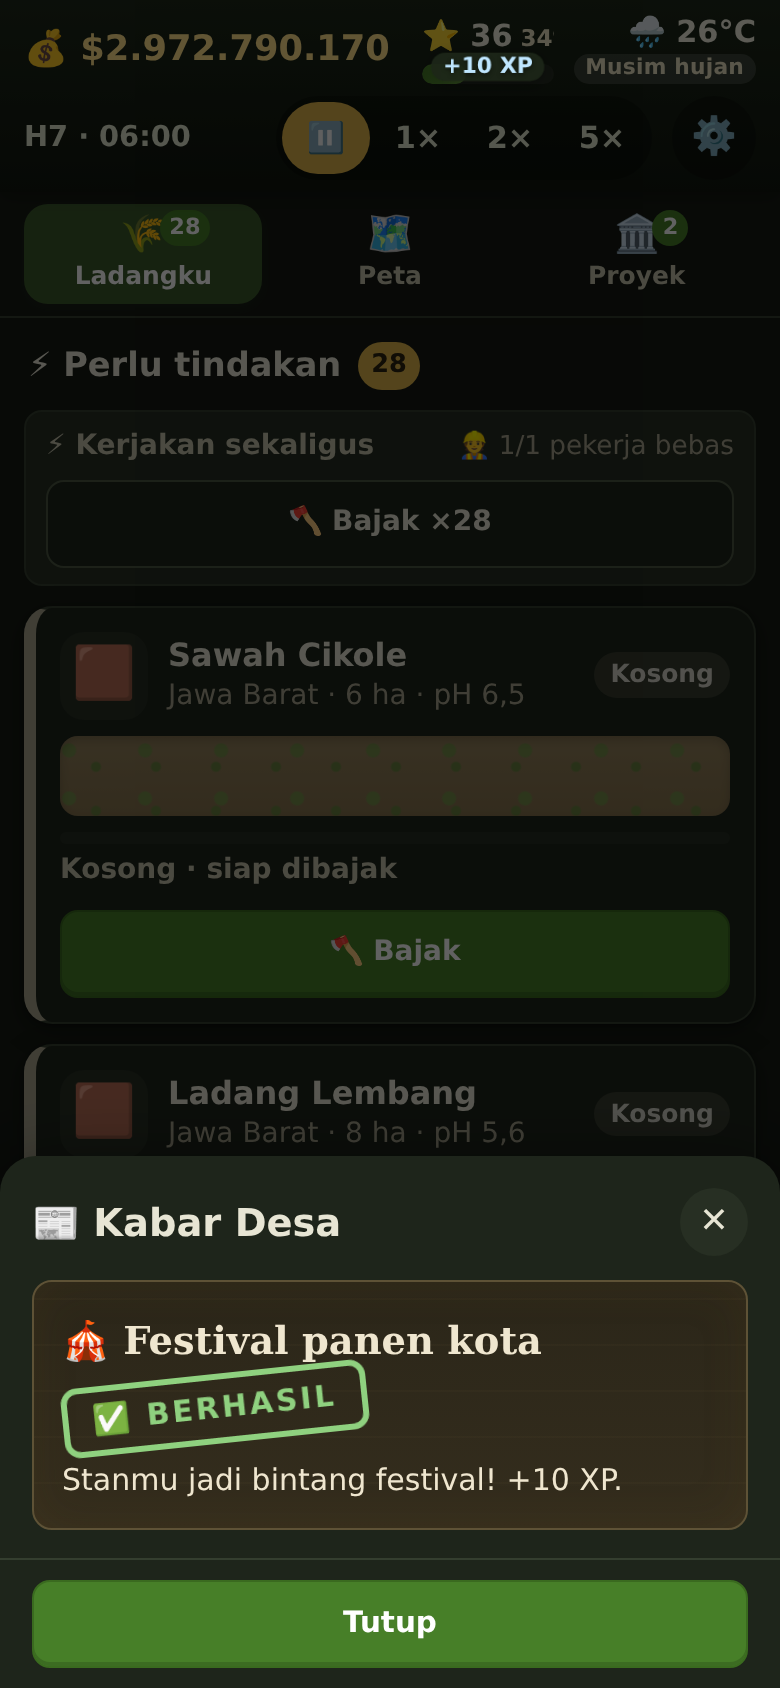 $2.972.790.170
36 34
+10 XP
26°C
Musim hujan
H7 · 06:00
1× 2× 5×
28
Ladangku
Peta
2
Proyek
Perlu tindakan 28
Kerjakan sekaligus
1/1 pekerja bebas
Bajak ×28
Sawah Cikole
Jawa Barat · 6 ha · pH 6,5
Kosong
Kosong · siap dibajak
Bajak
Ladang Lembang
Jawa Barat · 8 ha · pH 5,6
Kosong
Kabar Desa
Festival panen kota
BERHASIL
Stanmu jadi bintang festival! +10 XP.
Tutup